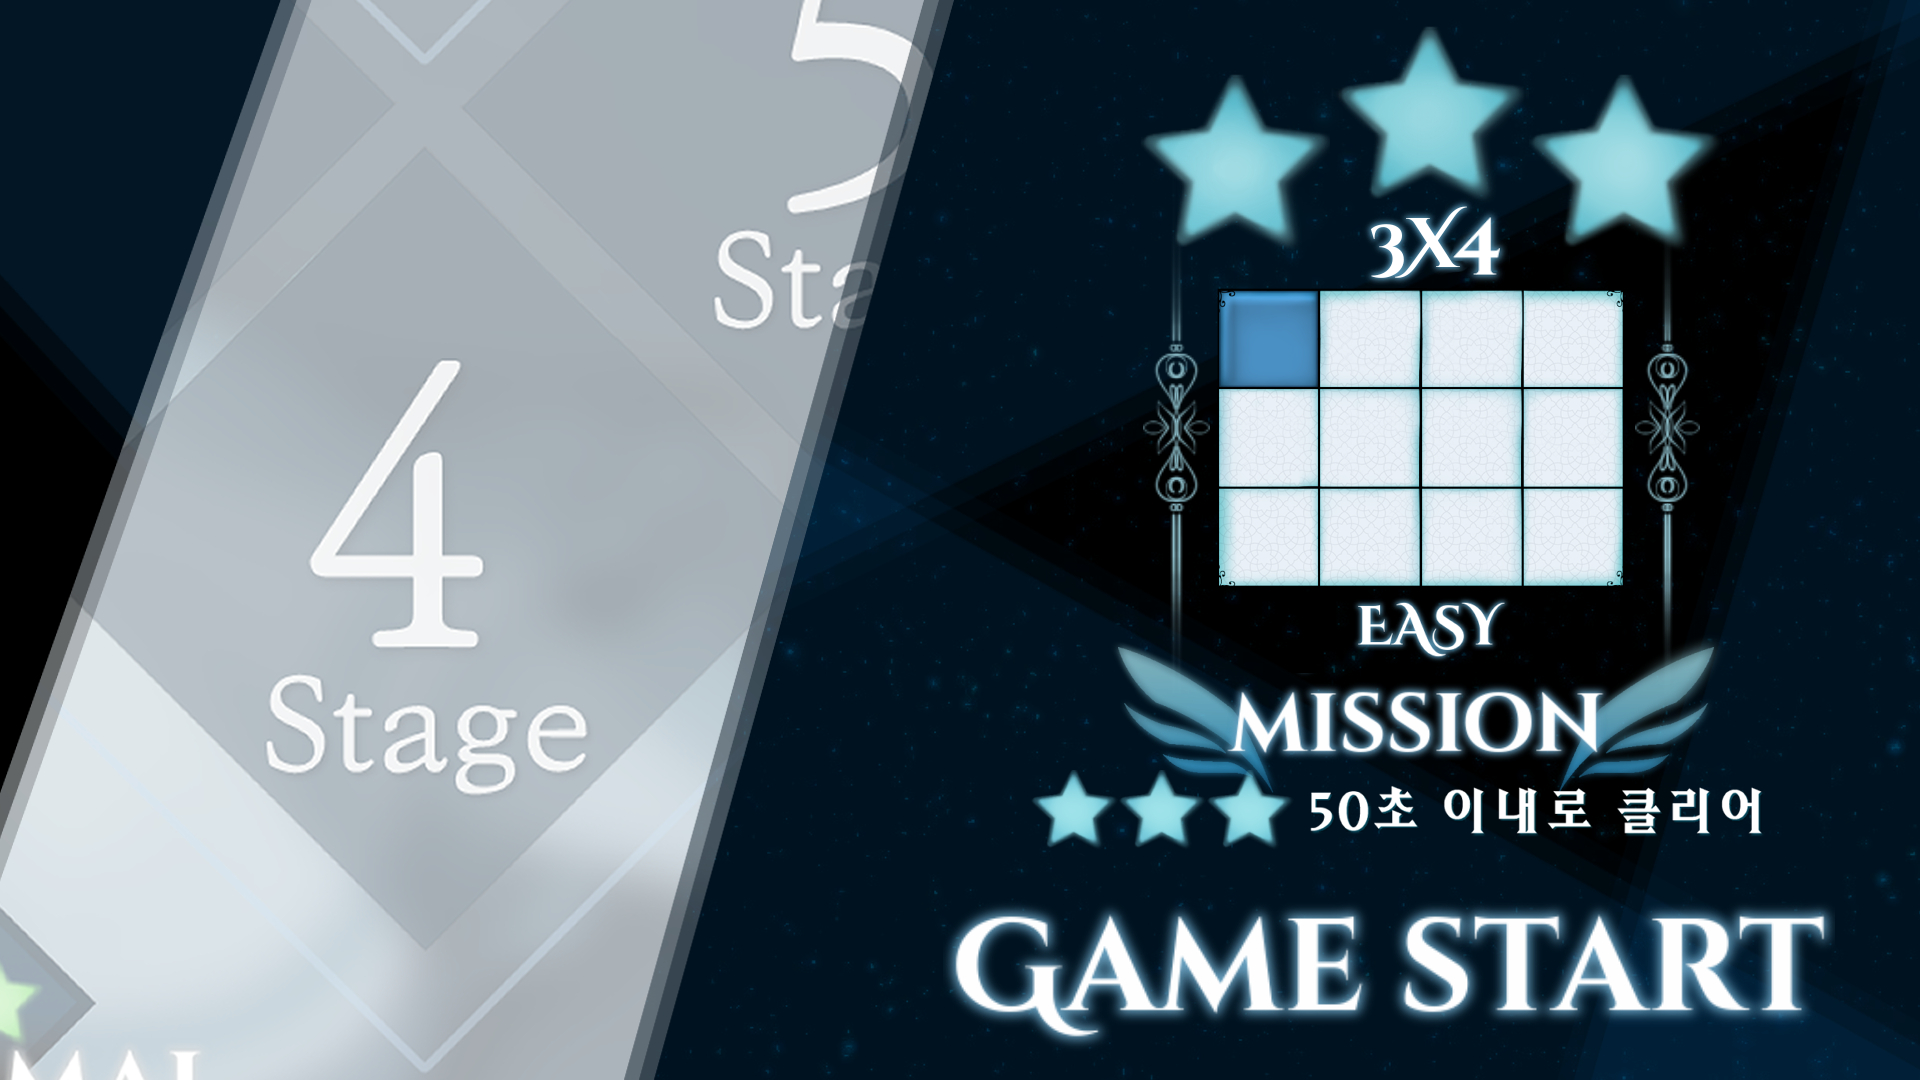 5
Sta
4
Stage
3X4
EASY
MISSION
50초 이내로 클리어
GAME START